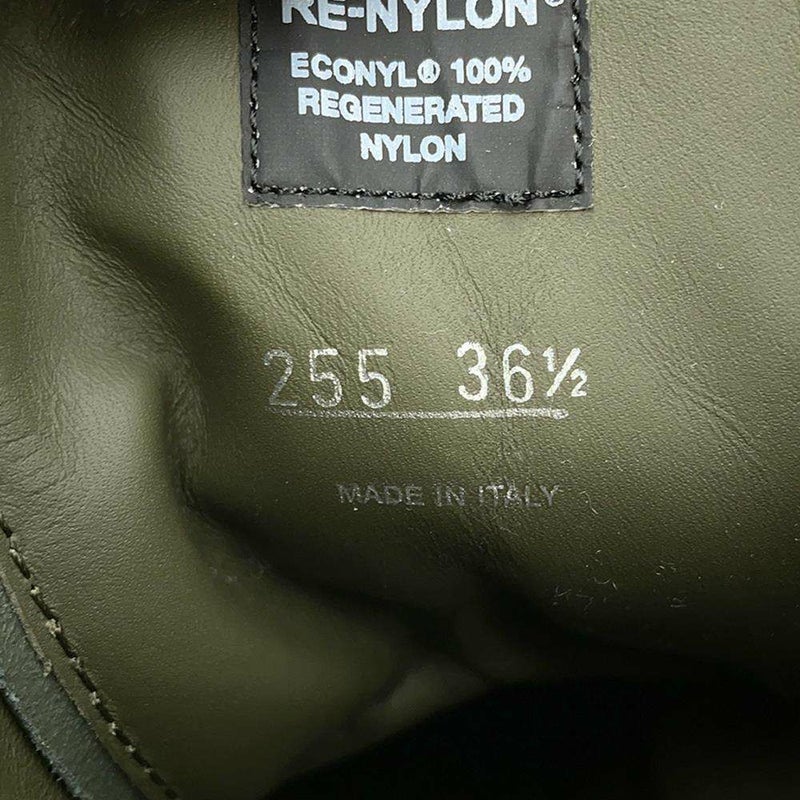 RE-NYLON®
ECONYL® 100%
REGENERATED
NYLON
255 36½
MADE IN ITALY